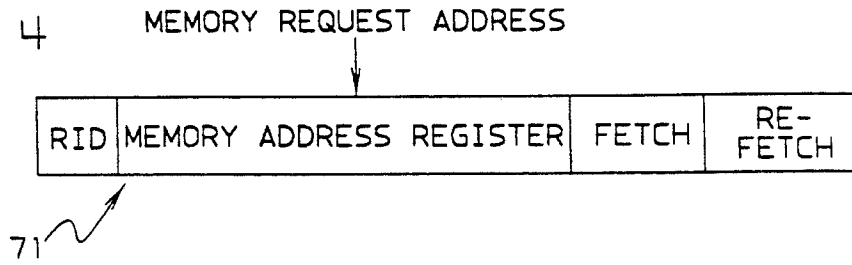 4 MEMORY REQUEST ADDRESS
RID MEMORY ADDRESS REGISTER FETCH RE-
FETCH
71